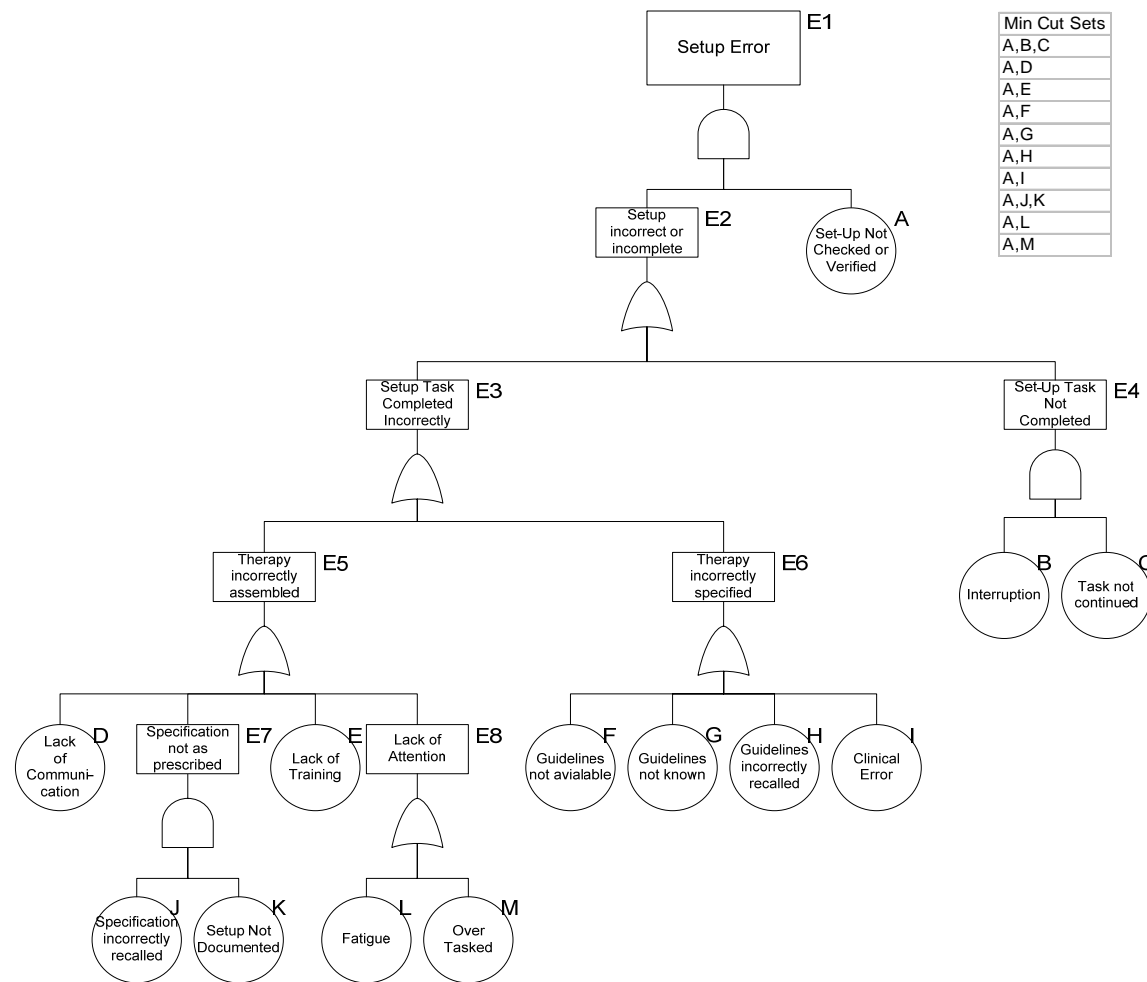 E1
Setup Error
Min Cut Sets
A,B,C
A,D
A,E
A,F
A,G
A,H
A,I
A,J,K
A,L
A,M
Setup
incorrect or
incomplete
E2
A
Set-Up Not
Checked or
Verified
Setup Task
Completed
Incorrectly
E3
Set-Up Task
Not
Completed
E4
Therapy
incorrectly
assembled
E5
Therapy
incorrectly
specified
E6
B
Interruption
C
Task not
continued
D
Lack
of
Communi-
cation
Specification
not as
prescribed
E7
E
Lack of
Training
Lack of
Attention
E8
F
Guidelines
not avialable
G
Guidelines
not known
H
Guidelines
incorrectly
recalled
I
Clinical
Error
J
Specification
incorrectly
recalled
K
Setup Not
Documented
L
Fatigue
M
Over
Tasked